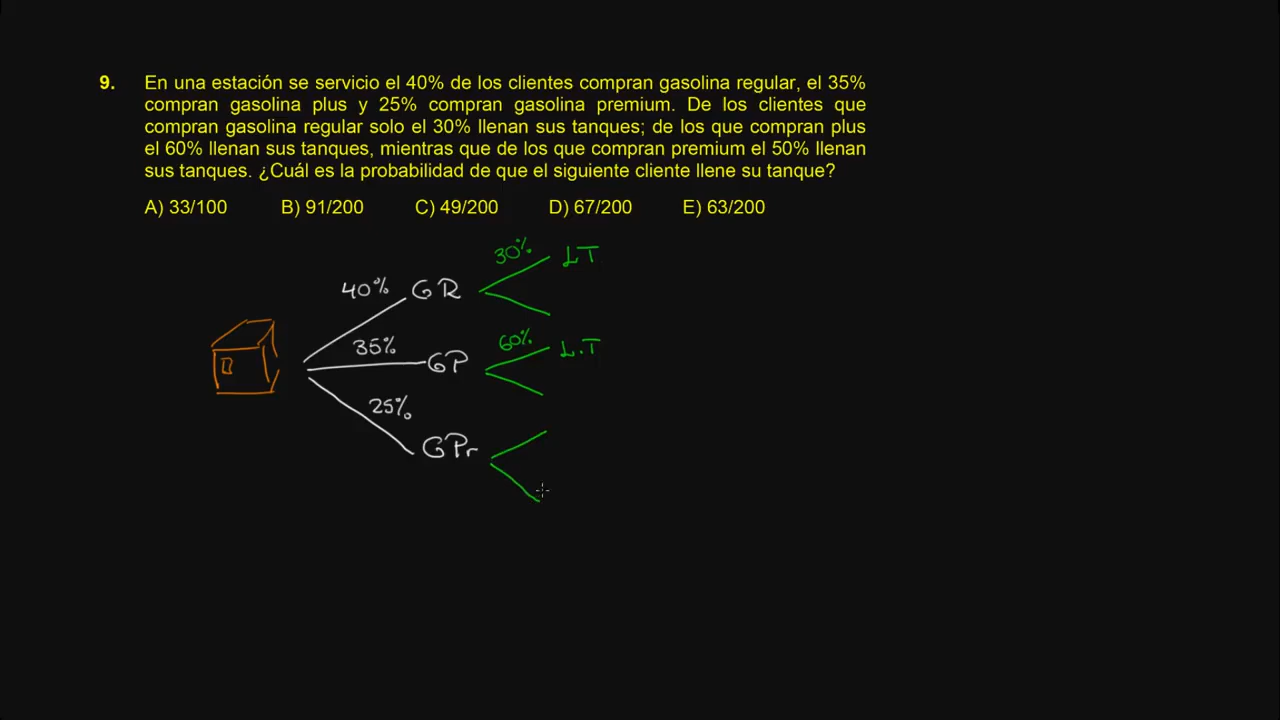 9. En una estación se servicio el 40% de los clientes compran gasolina regular, el 35%
compran gasolina plus y 25% compran gasolina premium. De los clientes que
compran gasolina regular solo el 30% llenan sus tanques; de los que compran plus
el 60% llenan sus tanques, mientras que de los que compran premium el 50% llenan
sus tanques. ¿Cuál es la probabilidad de que el siguiente cliente llene su tanque?
A) 33/100 B) 91/200 C) 49/200 D) 67/200 E) 63/200
30% LT
40% GR
60% L.T
35% GP
25%
GPr